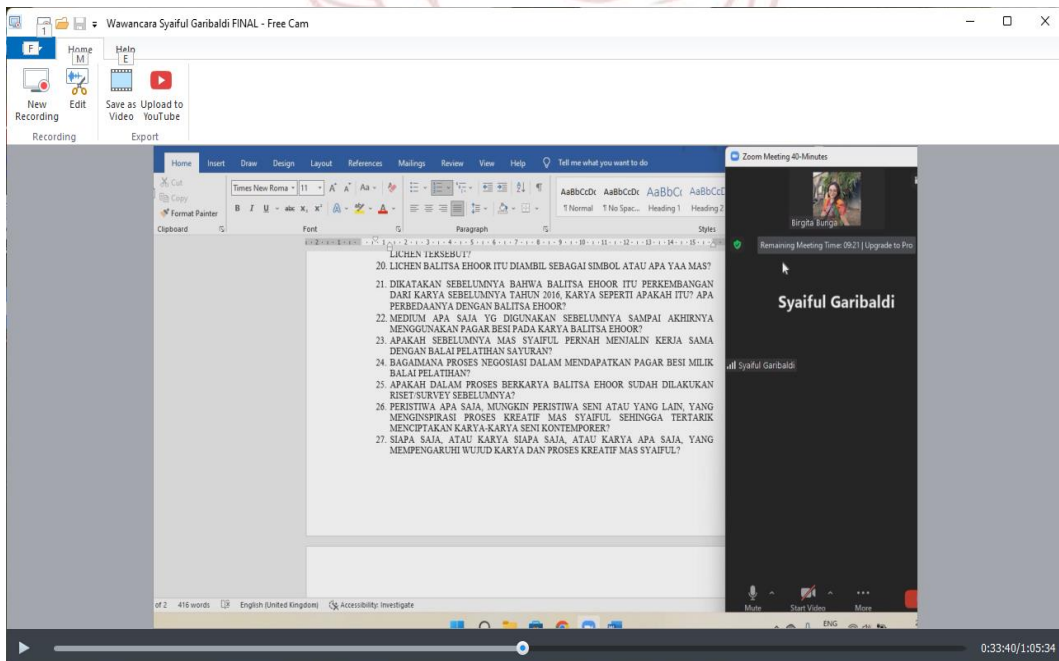 Wawancara Syaiful Garibaldi FINAL - Free Cam
1
F
Home
Help
M
E
New Recording
Edit
Save as Video
Upload to YouTube
Recording
Export
Home Insert Draw Design Layout References Mailings Review View Help Tell me what you want to do
Cut
Copy
Format Painter
Times New Roma 11
AaBbCcDc AaBbCcDc AaBbCc AaBbCcD
¶ Normal ¶ No Spac... Heading 1 Heading 2
Clipboard Font Paragraph Styles
LICHEN TERSEBUT?
20. LICHEN BALITSA EHOOR ITU DIAMBIL SEBAGAI SIMBOL ATAU APA YAA MAS?
21. DIKATAKAN SEBELUMNYA BAHWA BALITSA EHOOR ITU PERKEMBANGAN
DARI KARYA SEBELUMNYA TAHUN 2016, KARYA SEPERTI APAKAH ITU? APA
PERBEDAANYA DENGAN BALITSA EHOOR?
22. MEDIUM APA SAJA YG DIGUNAKAN SEBELUMNYA SAMPAI AKHIRNYA
MENGGUNAKAN PAGAR BESI PADA KARYA BALITSA EHOOR?
23. APAKAH SEBELUMNYA MAS SYAIFUL PERNAH MENJALIN KERJA SAMA
DENGAN BALAI PELATIHAN SAYURAN?
24. BAGAIMANA PROSES NEGOSIASI DALAM MENDAPATKAN PAGAR BESI MILIK
BALAI PELATIHAN?
25. APAKAH DALAM PROSES BERKARYA BALITSA EHOOR SUDAH DILAKUKAN
RISET/SURVEY SEBELUMNYA?
26. PERISTIWA APA SAJA, MUNGKIN PERISTIWA SENI ATAU YANG LAIN, YANG
MENGINSPIRASI PROSES KREATIF MAS SYAIFUL SEHINGGA TERTARIK
MENCIPTAKAN KARYA-KARYA SENI KONTEMPORER?
27. SIAPA SAJA, ATAU KARYA SIAPA SAJA, ATAU KARYA APA SAJA, YANG
MEMPENGARUHI WUJUD KARYA DAN PROSES KREATIF MAS SYAIFUL?
of 2 416 words English (United Kingdom) Accessibility: Investigate
Zoom Meeting 40-Minutes
Birgita Bunga
Remaining Meeting Time: 09:21 | Upgrade to Pro
Syaiful Garibaldi
Syaiful Garibaldi
Mute Start Video More
ENG
0:33:40/1:05:34